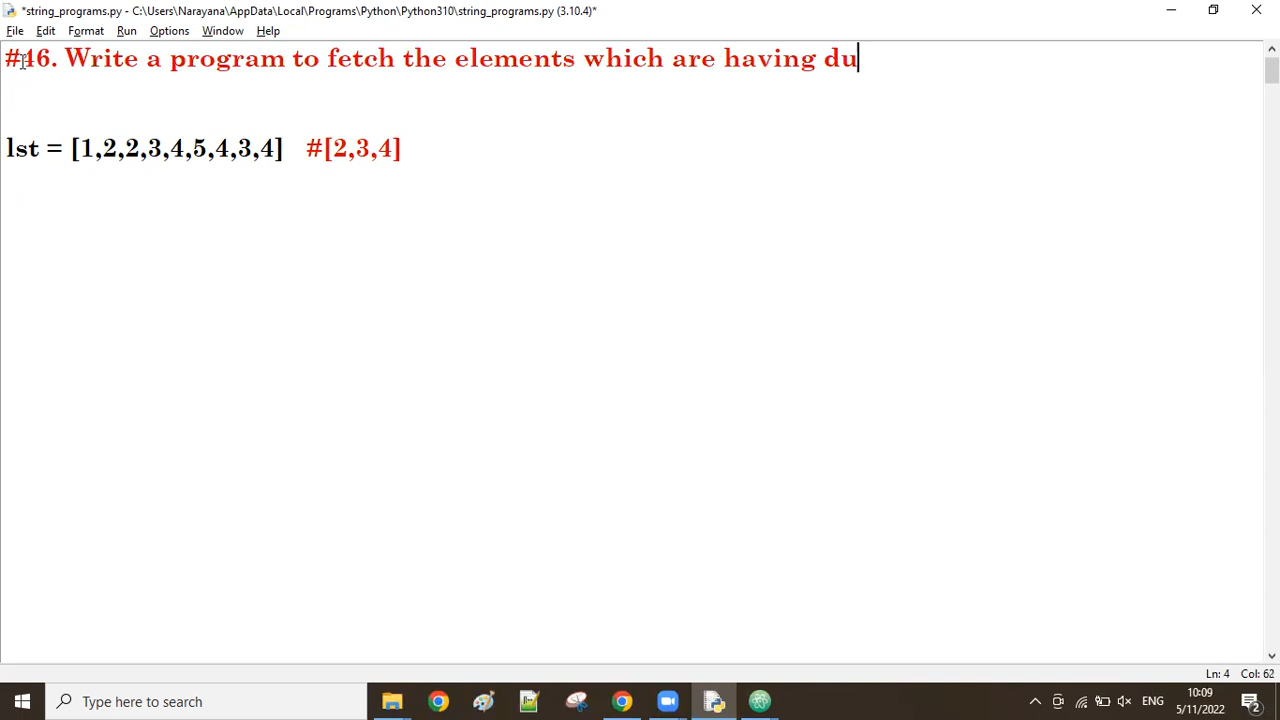 *string_programs.py - C:\Users\Narayana\AppData\Local\Programs\Python\Python310\string_programs.py (3.10.4)*
File Edit Format Run Options Window Help
#46. Write a program to fetch the elements which are having du
lst = [1,2,2,3,4,5,4,3,4] #[2,3,4]
Ln: 4 Col: 62
Type here to search
ENG
10:09
5/11/2022
2